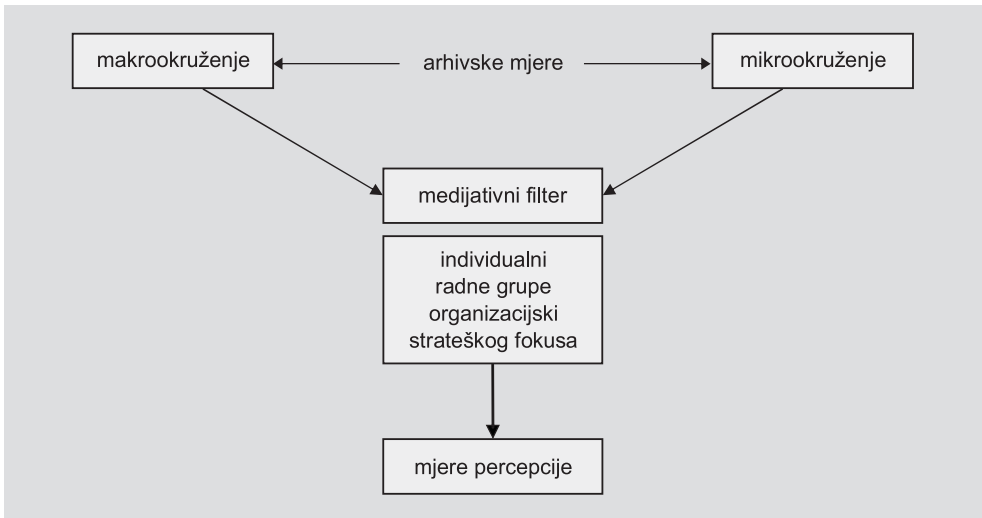 makrookruženje
arhivske mjere
mikrookruženje
medijativni filter
individualni
radne grupe
organizacijski
strateškog fokusa
mjere percepcije